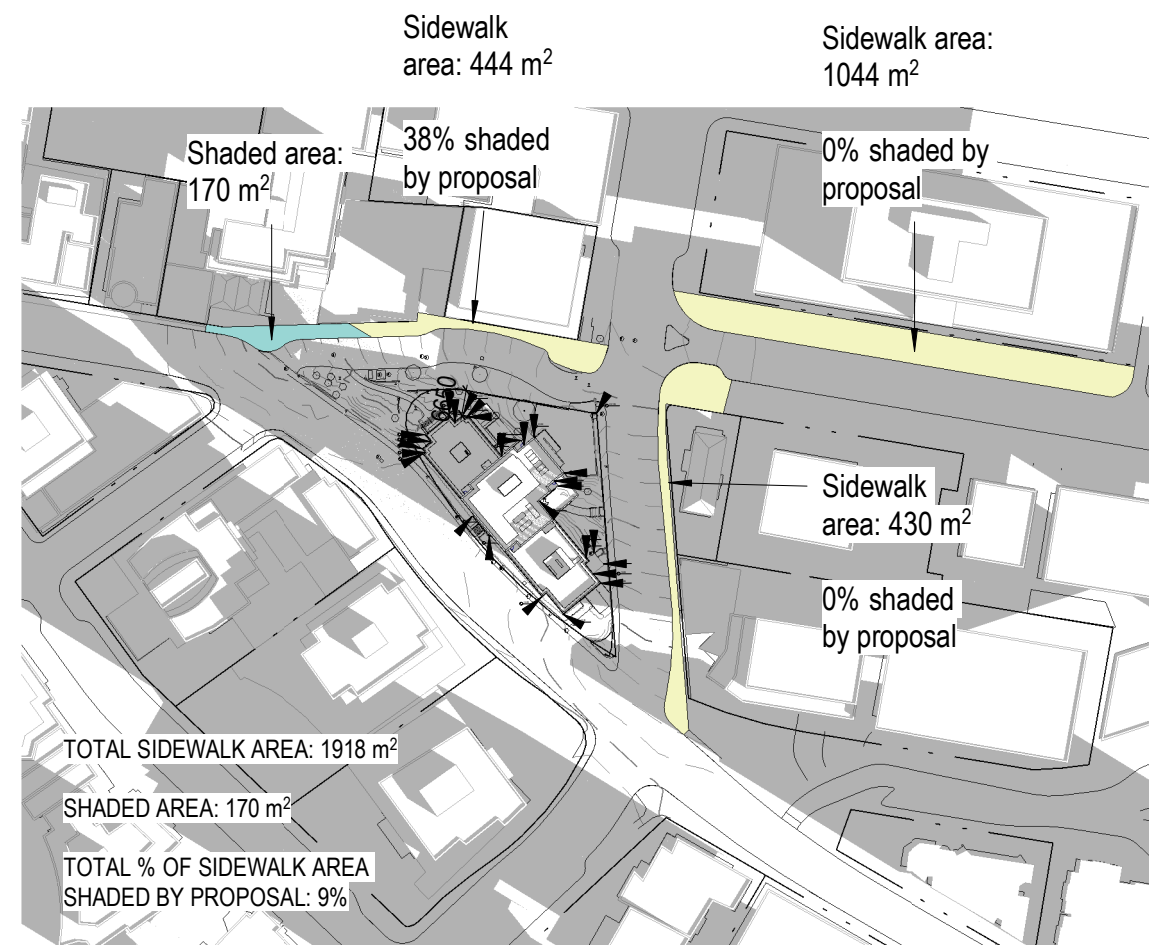 Sidewalk
area: 444 m²
Sidewalk area:
1044 m²
Shaded area:
170 m²
38% shaded
by proposal
0% shaded by
proposal
6650
Sidewalk
area: 430 m²
0% shaded
by proposal
TOTAL SIDEWALK AREA: 1918 m²
SHADED AREA: 170 m²
TOTAL % OF SIDEWALK AREA
SHADED BY PROPOSAL: 9%